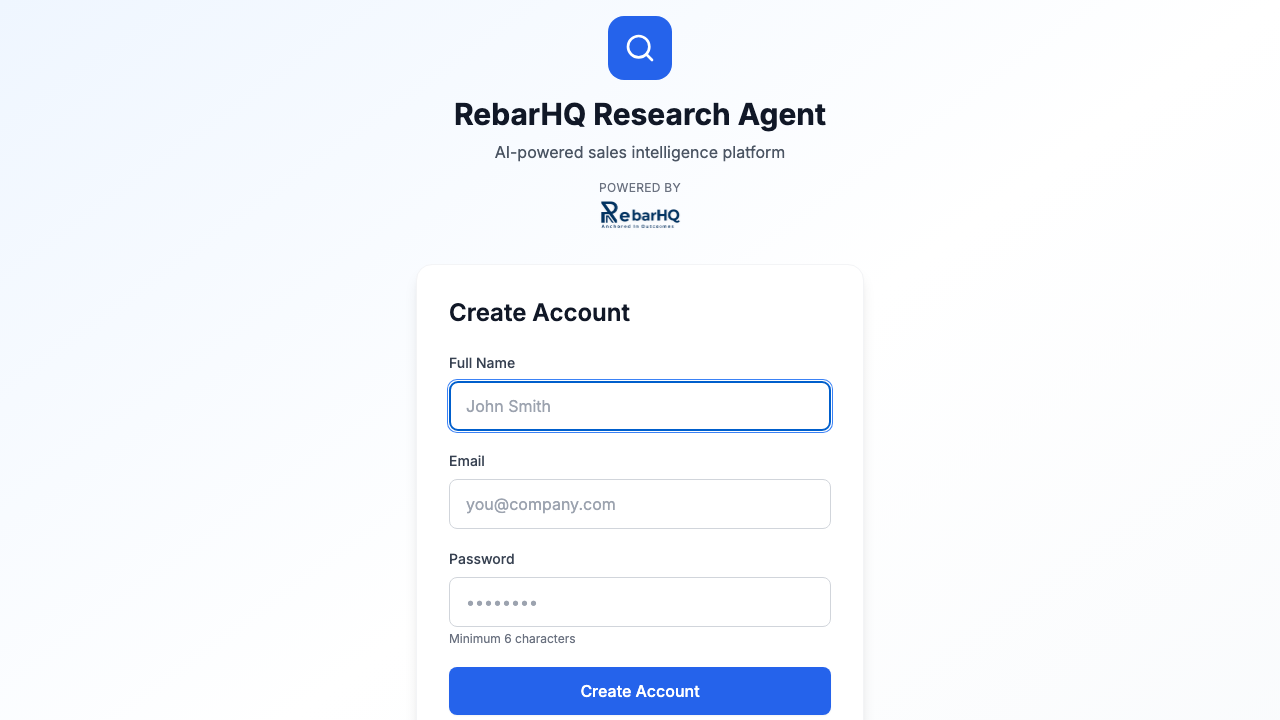 RebarHQ Research Agent
AI-powered sales intelligence platform
POWERED BY
RebarHQ
Anchored in Outcomes
Create Account
Full Name
John Smith
Email
you@company.com
Password
••••••••
Minimum 6 characters
Create Account